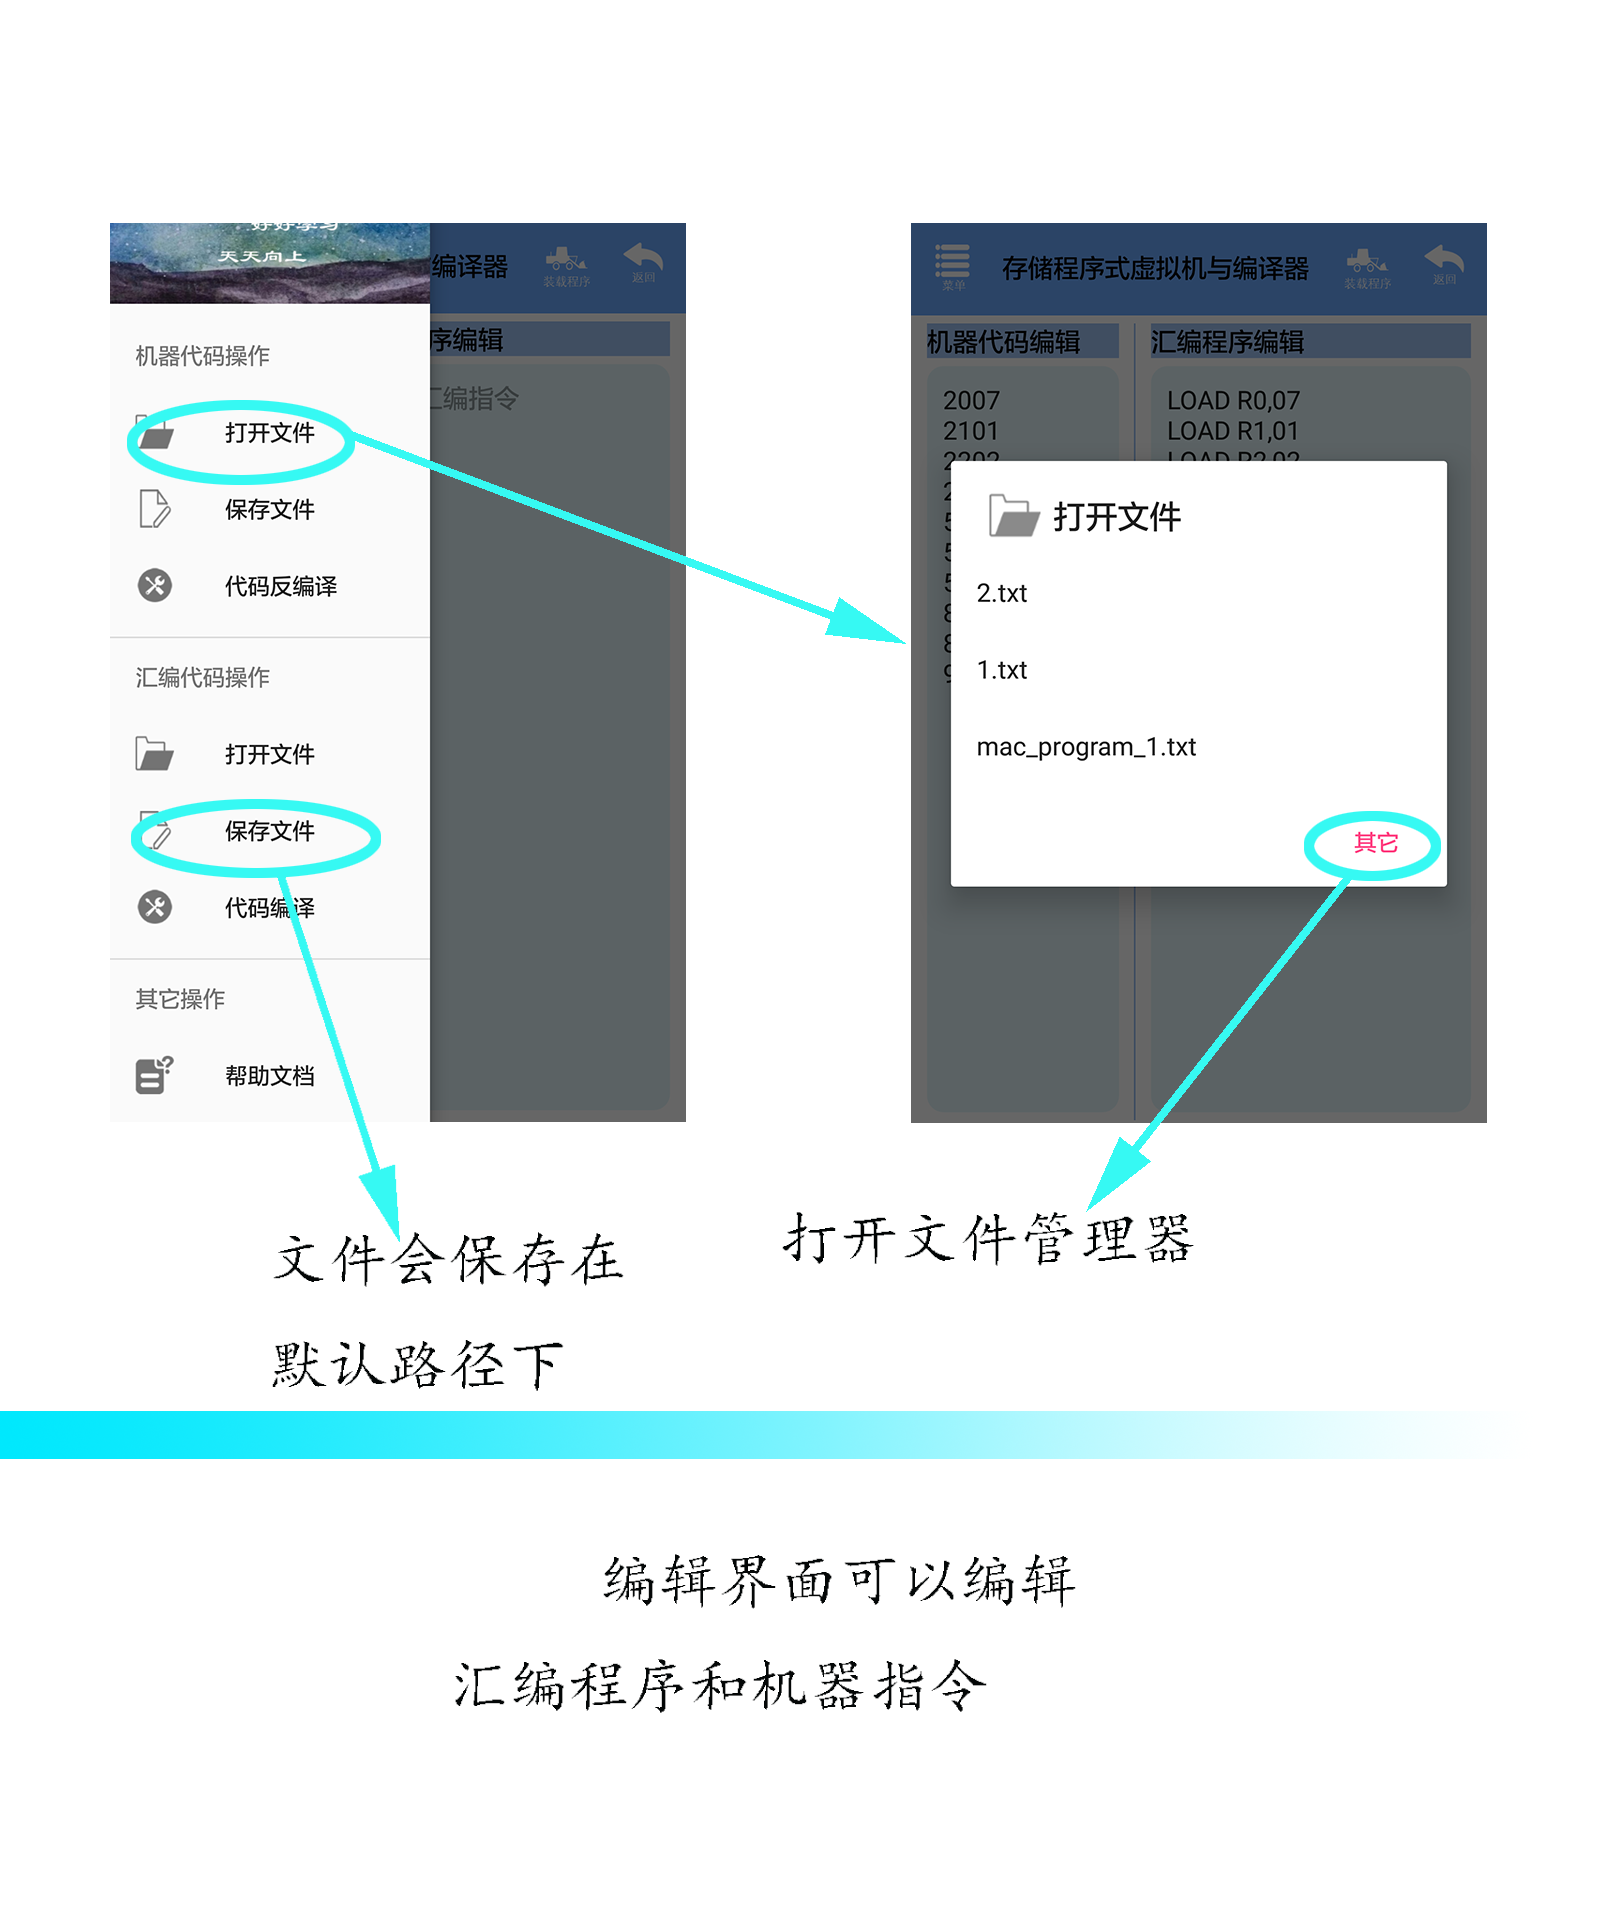 好好学习
天天向上
编译器
装载程序
返回
序编辑
汇编指令
机器代码操作
打开文件
保存文件
代码反编译
汇编代码操作
打开文件
保存文件
代码编译
其它操作
帮助文档
菜单
存储程序式虚拟机与编译器
装载程序
返回
机器代码编辑
汇编程序编辑
2007
2101
2202
LOAD R0,07
LOAD R1,01
LOAD R2,02
打开文件
2.txt
1.txt
mac_program_1.txt
其它
文件会保存在
默认路径下
打开文件管理器
编辑界面可以编辑
汇编程序和机器指令